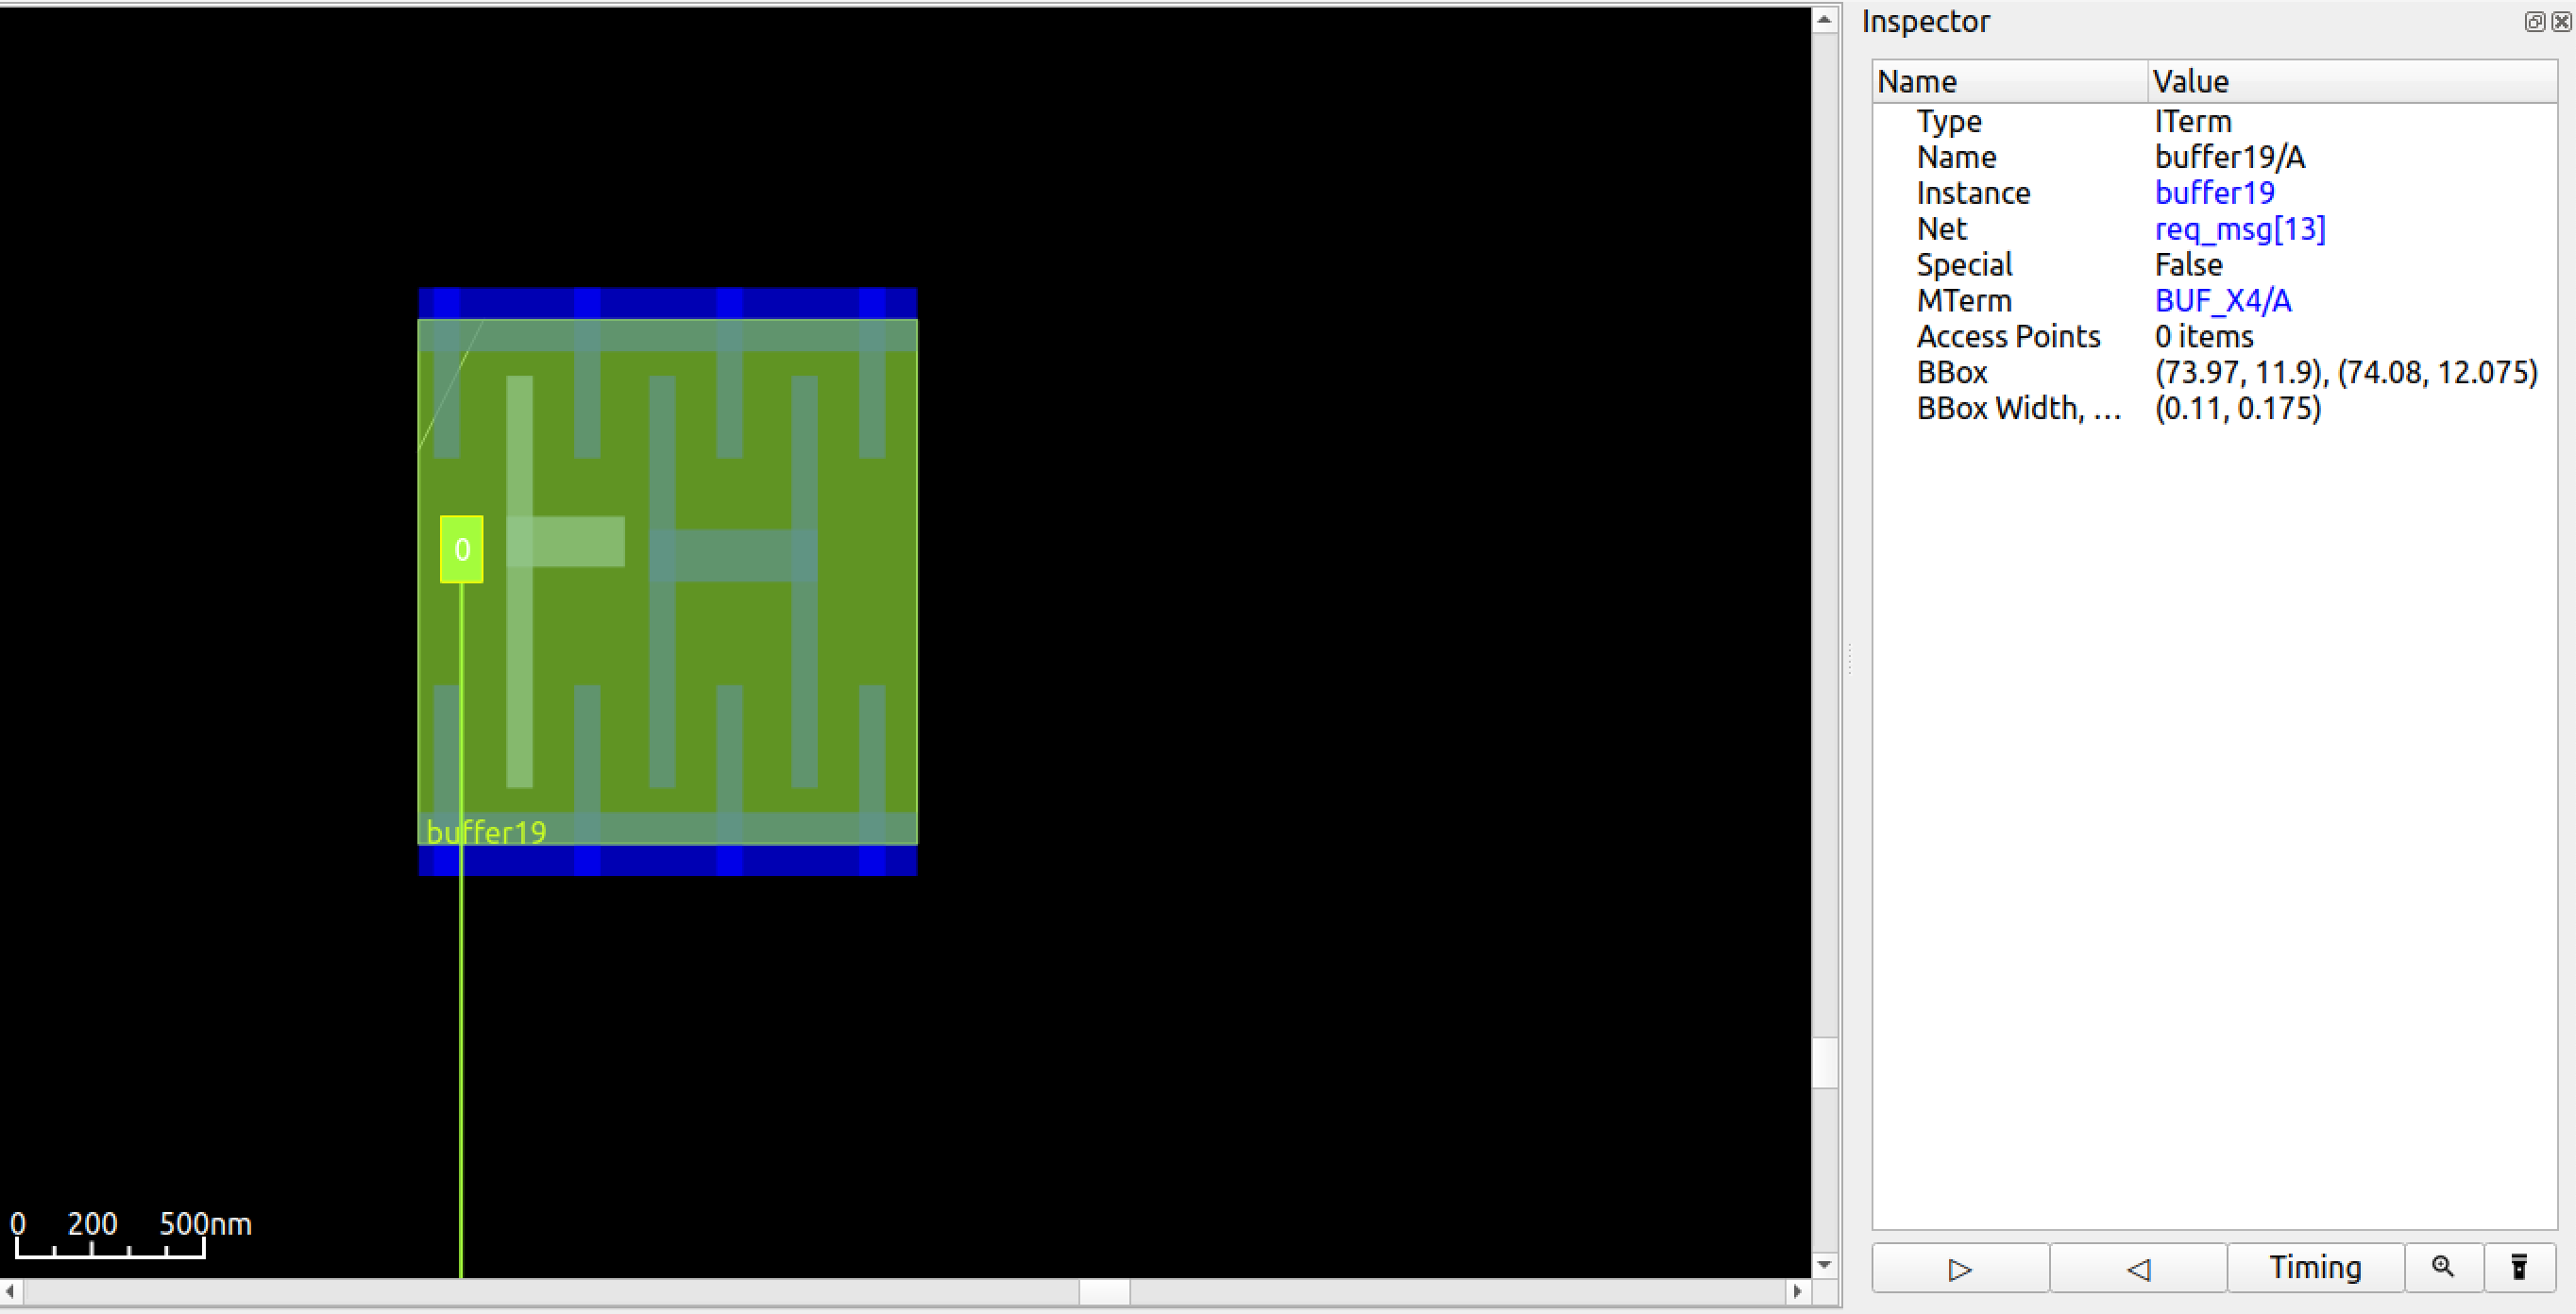 Inspector
Name Value
Type ITerm
Name buffer19/A
Instance buffer19
Net req_msg[13]
Special False
MTerm BUF_X4/A
Access Points 0 items
BBox (73.97, 11.9), (74.08, 12.075)
BBox Width, ... (0.11, 0.175)
0
buffer19
0 200 500nm
Timing